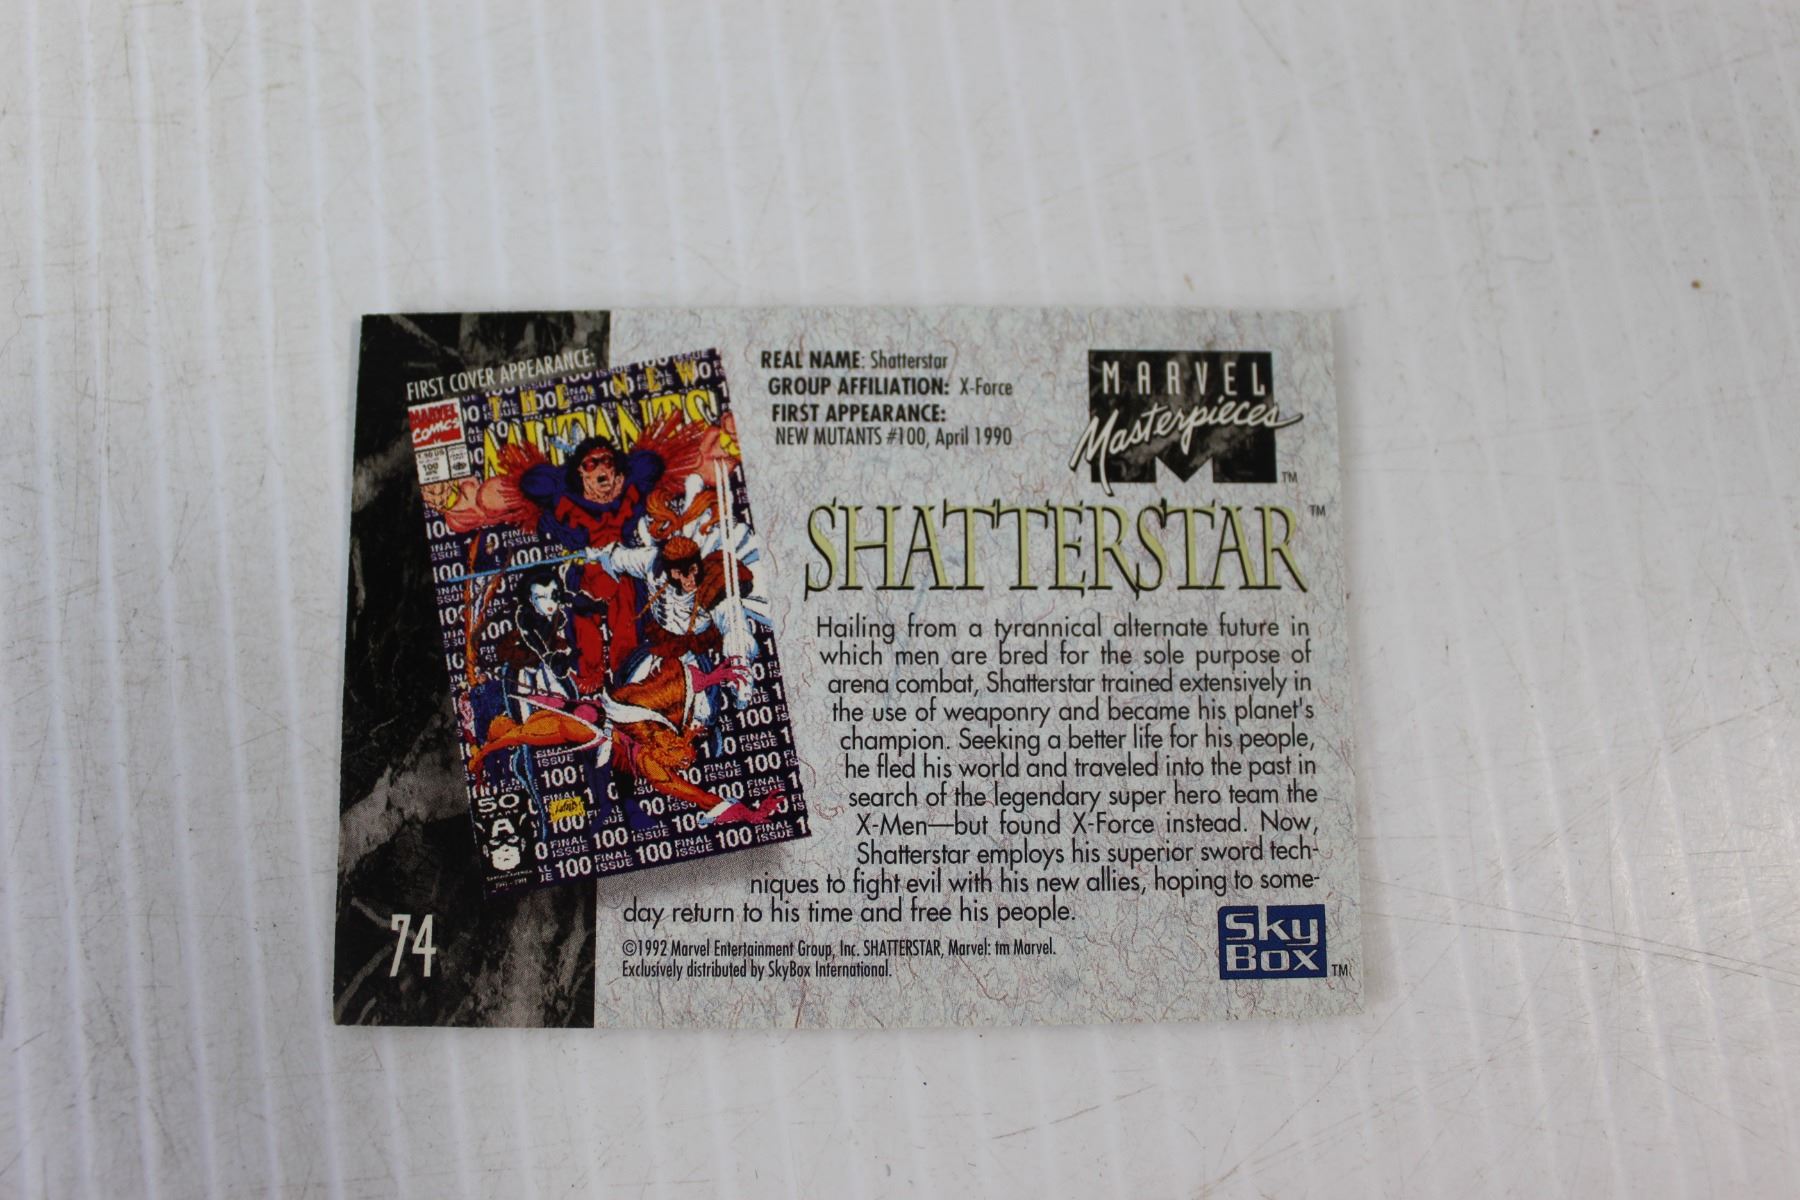 FIRST COVER APPEARANCE:
MARVEL
COMICS
THE NEW
MUTANTS
REAL NAME: Shatterstar
GROUP AFFILIATION: X-Force
FIRST APPEARANCE:
NEW MUTANTS #100, April 1990
MARVEL
Masterpieces
TM
SHATTERSTAR™
Hailing from a tyrannical alternate future in
which men are bred for the sole purpose of
arena combat, Shatterstar trained extensively in
the use of weaponry and became his planet's
champion. Seeking a better life for his people,
he fled his world and traveled into the past in
search of the legendary super hero team the
X-Men—but found X-Force instead. Now,
Shatterstar employs his superior sword tech-
niques to fight evil with his new allies, hoping to some-
day return to his time and free his people.
©1992 Marvel Entertainment Group, Inc. SHATTERSTAR, Marvel: tm Marvel.
Exclusively distributed by SkyBox International.
74
SkyBox™